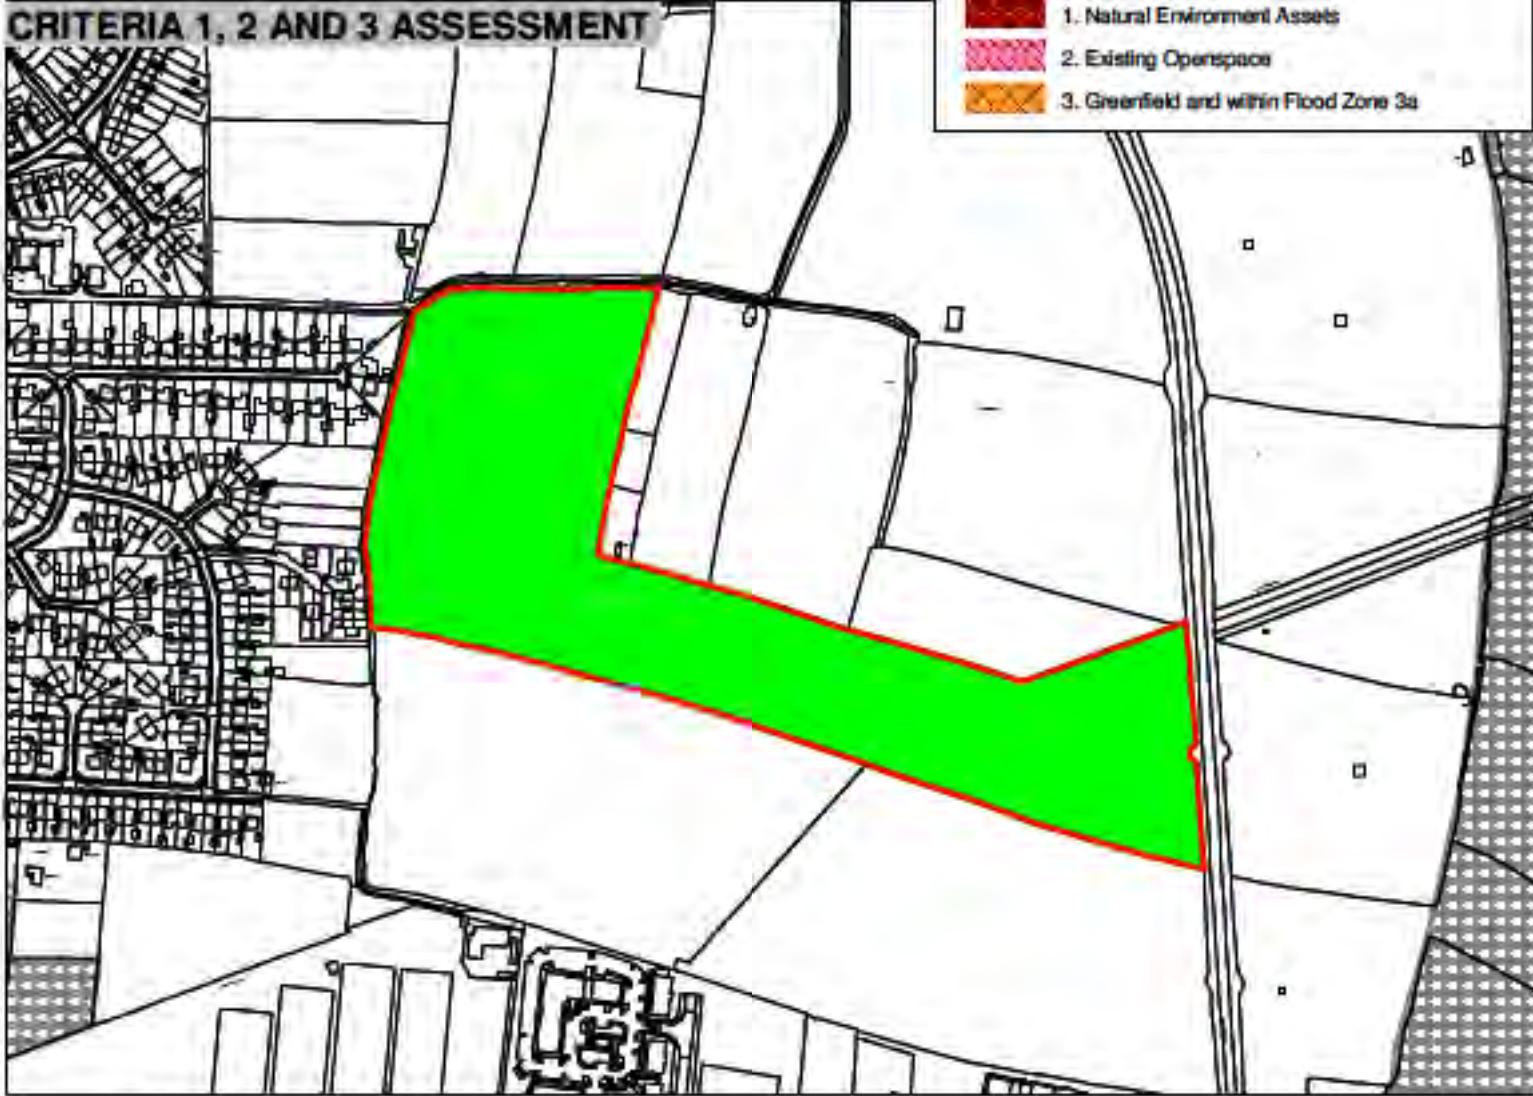 CRITERIA 1, 2 AND 3 ASSESSMENT
1. Natural Environment Assets
2. Existing Openspace
3. Greenfield and within Flood Zone 3a